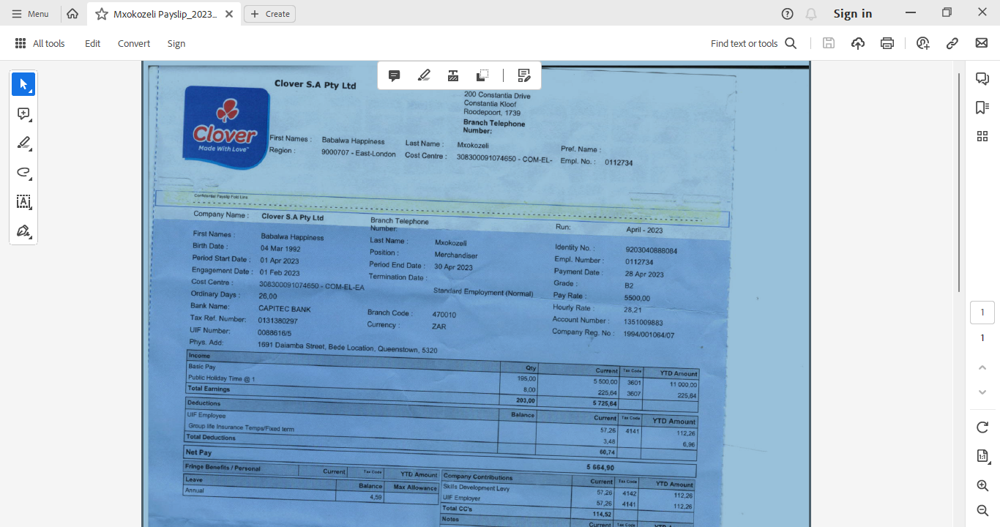 Menu
Mxokozeli Payslip_2023...
Create
Sign in
All tools Edit Convert Sign
Find text or tools
Clover S.A Pty Ltd
200 Constantia Drive
Constantia Kloof
Roodepoort, 1739
Branch Telephone
Number:
Clover
Made With Love™
First Names : Babalwa Happiness Last Name : Mxokozeli Pref. Name :
Region : 9000707 - East-London Cost Centre : 308300091074650 - COM-EL- Empl. No. : 0112734
Confidential Payslip Fold Line
Company Name : Clover S.A Pty Ltd Branch Telephone Number: Run: April - 2023
First Names : Babalwa Happiness Last Name : Mxokozeli Identity No. : 9203040888084
Birth Date : 04 Mar 1992 Position : Merchandiser Empl. Number : 0112734
Period Start Date : 01 Apr 2023 Period End Date : 30 Apr 2023 Payment Date : 28 Apr 2023
Engagement Date : 01 Feb 2023 Termination Date : Grade : B2
Cost Centre : 308300091074650 - COM-EL-EA Standard Employment (Normal) Pay Rate : 5500,00
Ordinary Days : 26,00 Hourly Rate : 28,21
Bank Name: CAPITEC BANK Branch Code : 470010 Account Number : 1351009883
Tax Ref. Number: 0131380297 Currency : ZAR Company Reg. No : 1994/001064/07
UIF Number: 0088616/5
Phys. Add: 1691 Dalamba Street, Bede Location, Queenstown, 5320
Income Qty Current Tax Code YTD Amount
Basic Pay 195,00 5 500,00 3601 11 000,00
Public Holiday Time @ 1 8,00 225,64 3607 225,64
Total Earnings 203,00 5 725,64
Deductions Balance Current Tax Code YTD Amount
UIF Employee 57,26 4141 112,26
Group life Insurance Temps/Fixed term 3,48 6,96
Total Deductions 60,74
Net Pay 5 664,90
Fringe Benefits / Personal Current Tax Code YTD Amount
Leave Balance Max Allowance
Annual 4,59
Company Contributions Current Tax Code YTD Amount
Skills Development Levy 57,26 4142 112,26
UIF Employer 57,26 4141 112,26
Total CC's 114,52
Notes Current
1
1